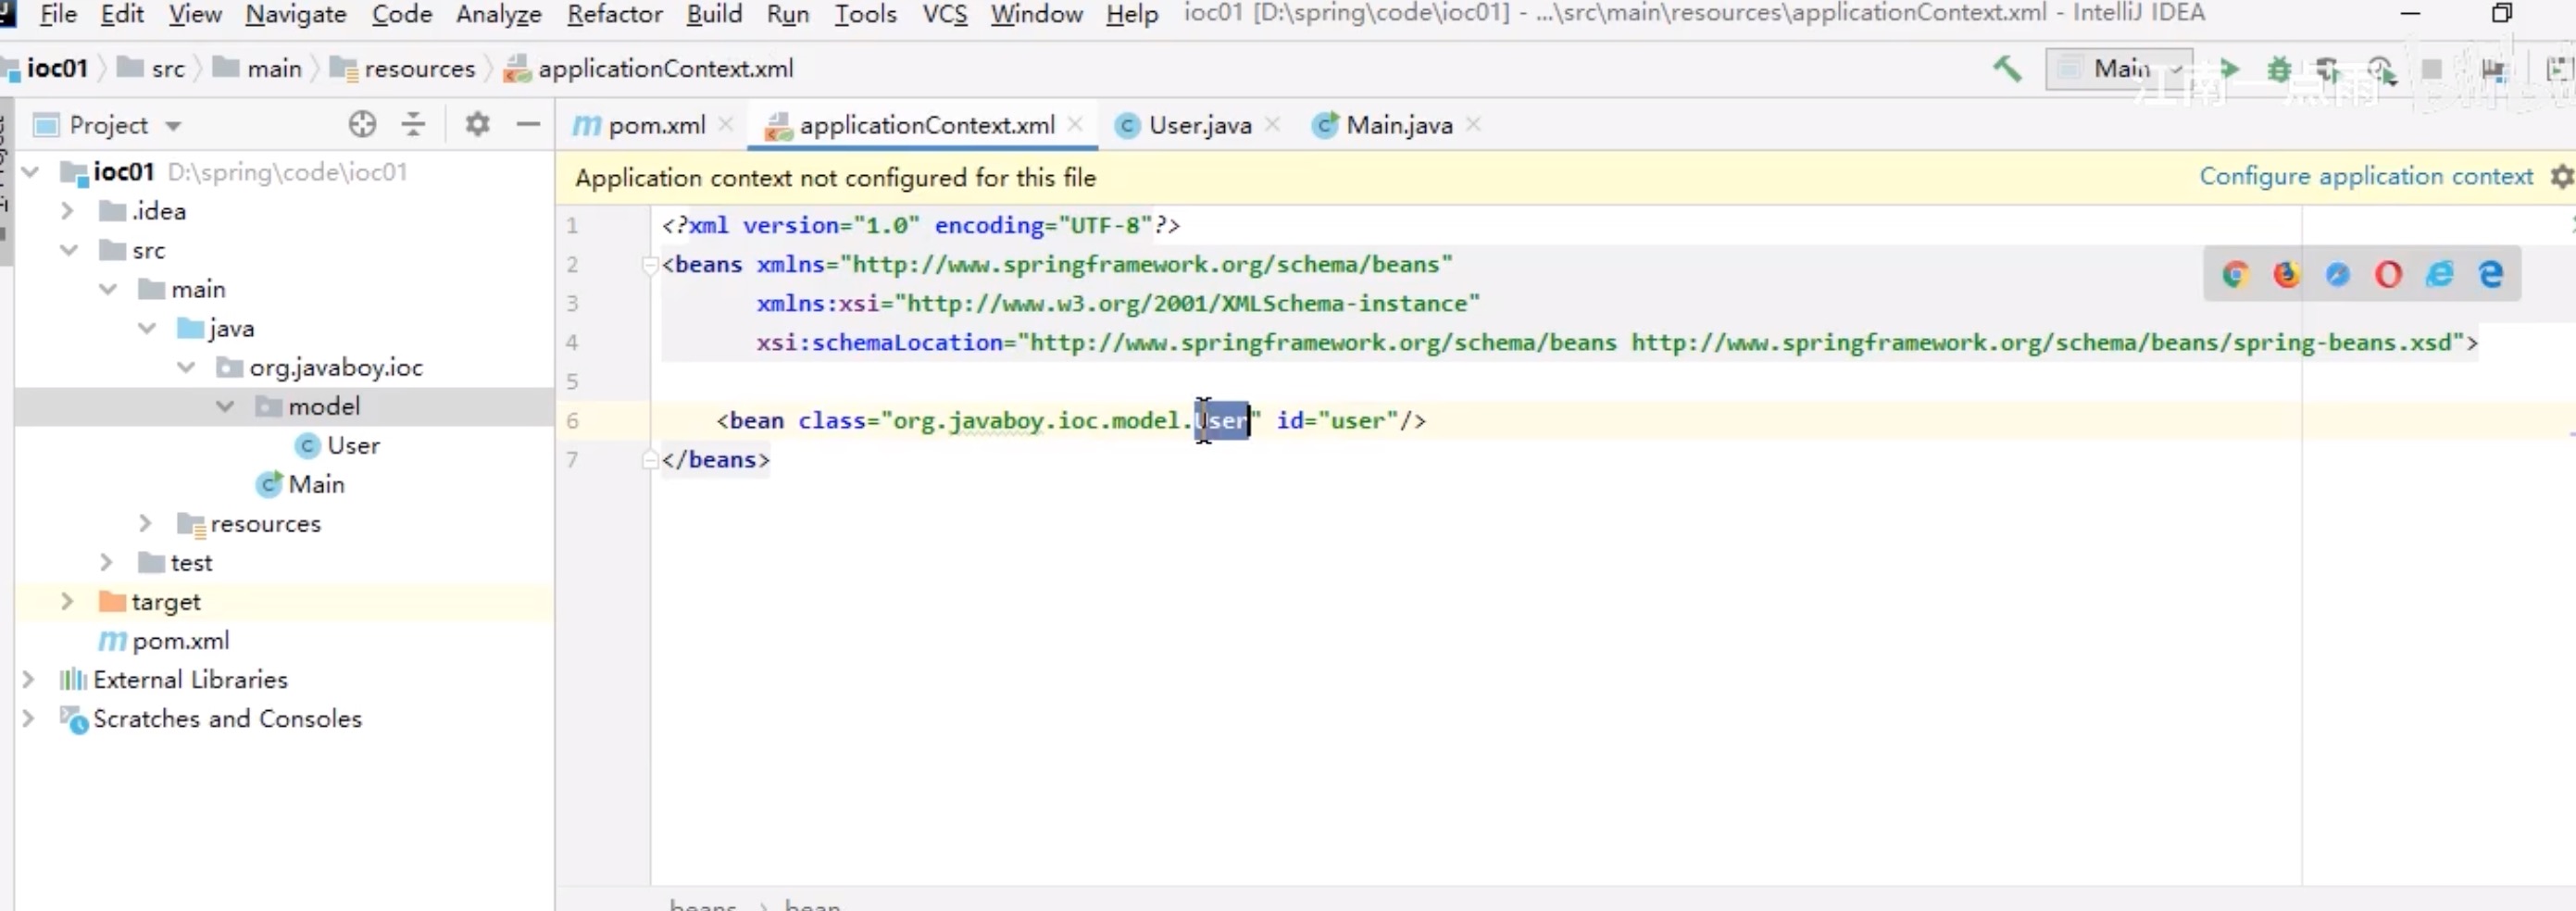 File Edit View Navigate Code Analyze Refactor Build Run Tools VCS Window Help ioc01 [D:\spring\code\ioc01] - ...\src\main\resources\applicationContext.xml - IntelliJ IDEA
ioc01 src main resources applicationContext.xml Main
江南一点雨
Project pom.xml applicationContext.xml User.java Main.java
Application context not configured for this file Configure application context
ioc01 D:\spring\code\ioc01
.idea
src
main
java
org.javaboy.ioc
model
User
Main
resources
test
target
pom.xml
External Libraries
Scratches and Consoles
1 <?xml version="1.0" encoding="UTF-8"?>
2 <beans xmlns="http://www.springframework.org/schema/beans"
3 xmlns:xsi="http://www.w3.org/2001/XMLSchema-instance"
4 xsi:schemaLocation="http://www.springframework.org/schema/beans http://www.springframework.org/schema/beans/spring-beans.xsd">
5
6 <bean class="org.javaboy.ioc.model.User" id="user"/>
7 </beans>
beans › bean